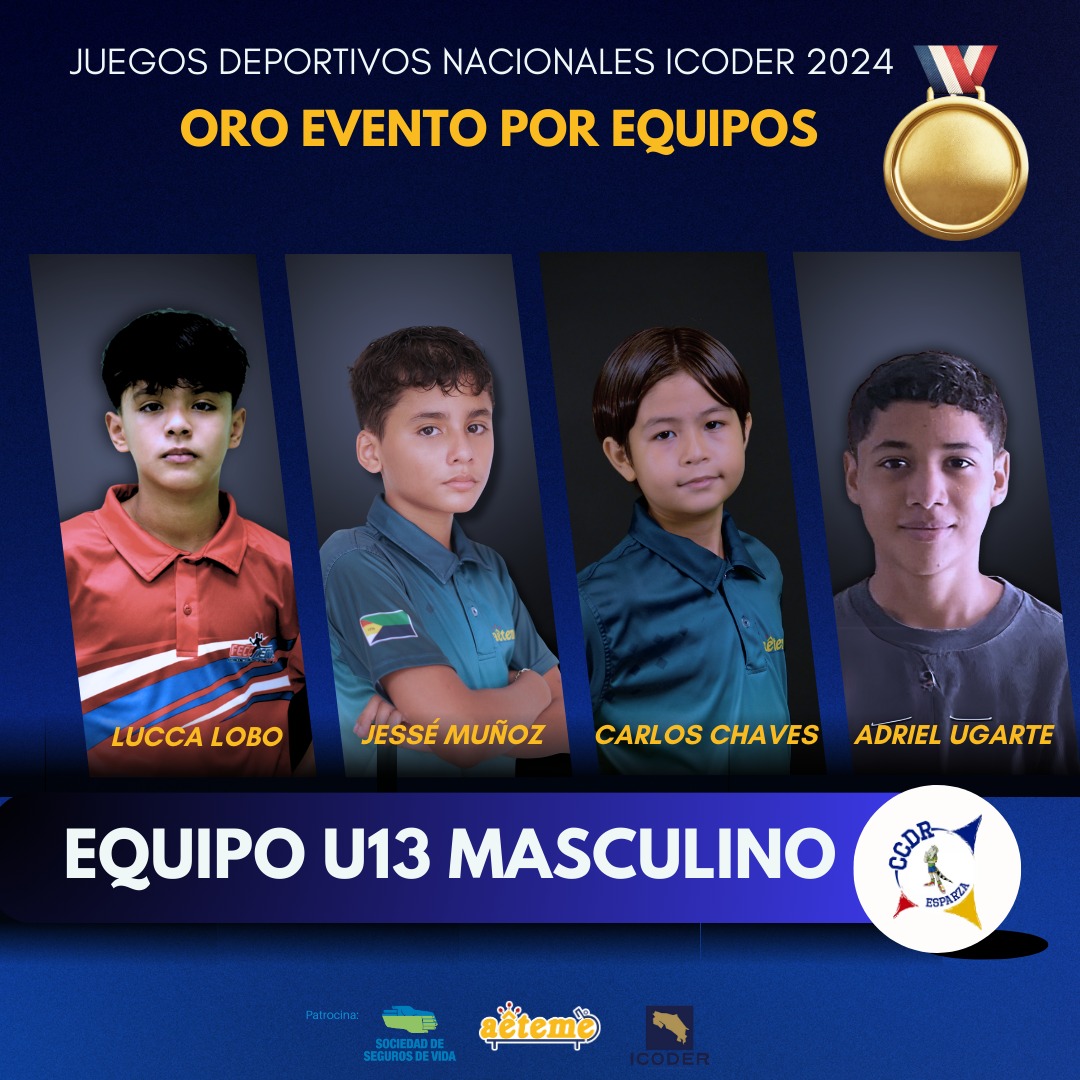 JUEGOS DEPORTIVOS NACIONALES ICODER 2024
ORO EVENTO POR EQUIPOS
LUCCA LOBO
JESSÉ MUÑOZ
CARLOS CHAVES
ADRIEL UGARTE
EQUIPO U13 MASCULINO
CCDR
ESPARZA
Patrocina:
SOCIEDAD DE
SEGUROS DE VIDA
aêteme
ICODER